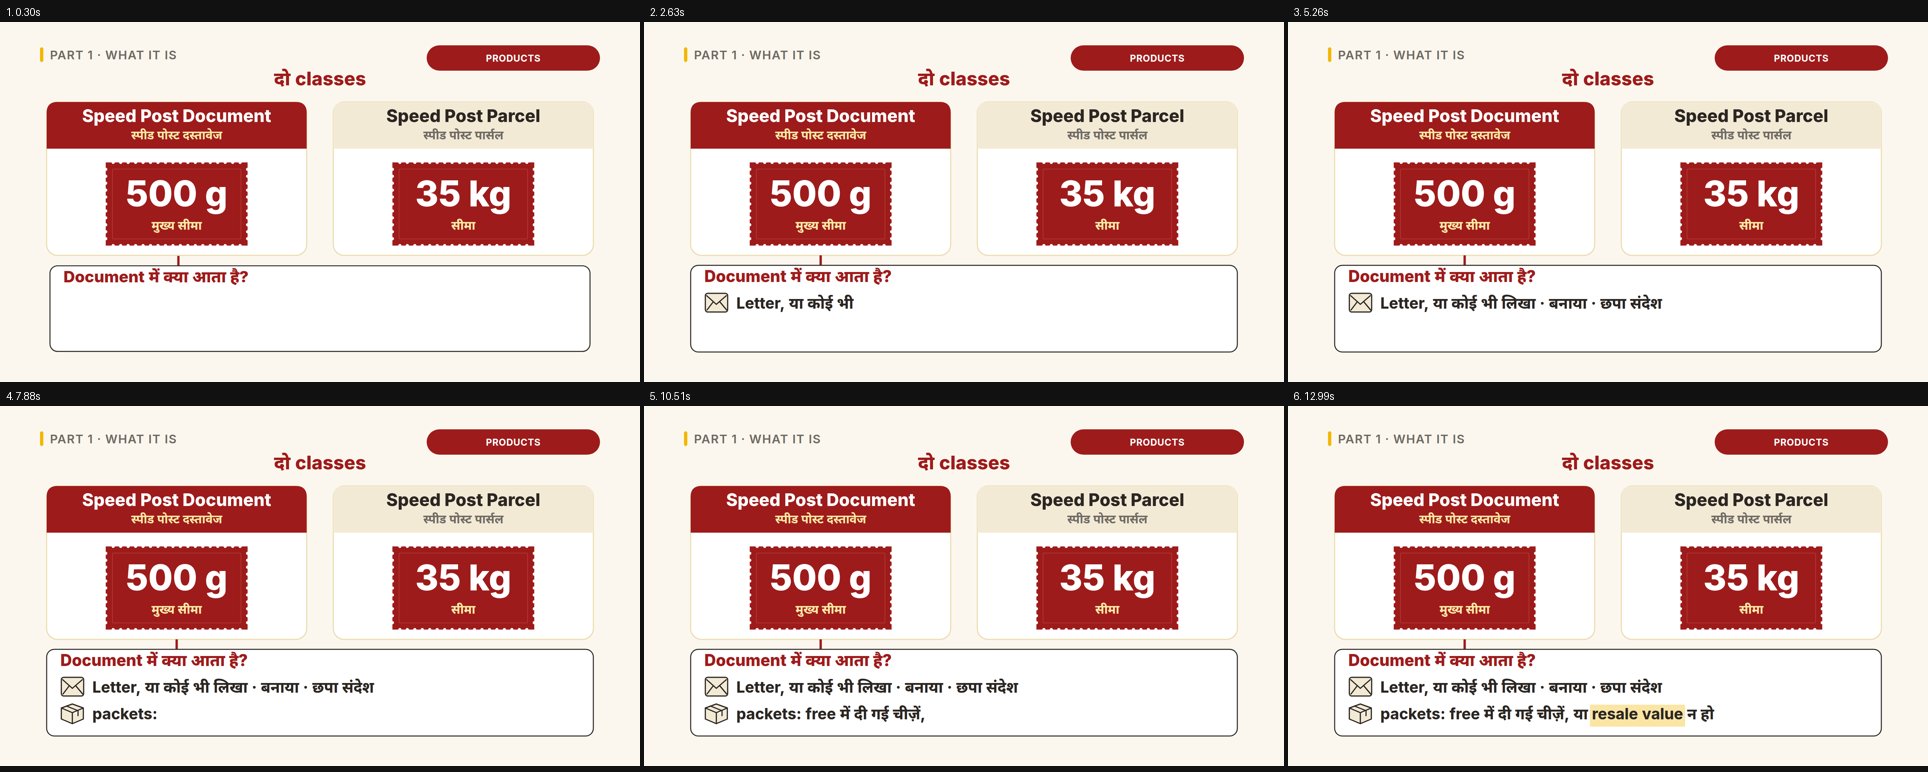 1. 0.30s
PART 1 · WHAT IT IS
PRODUCTS
दो classes
Speed Post Document
स्पीड पोस्ट दस्तावेज
Speed Post Parcel
स्पीड पोस्ट पार्सल
500 g
मुख्य सीमा
35 kg
सीमा
Document में क्या आता है?
2. 2.63s
PART 1 · WHAT IT IS
PRODUCTS
दो classes
Speed Post Document
स्पीड पोस्ट दस्तावेज
Speed Post Parcel
स्पीड पोस्ट पार्सल
500 g
मुख्य सीमा
35 kg
सीमा
Document में क्या आता है?
Letter, या कोई भी
3. 5.26s
PART 1 · WHAT IT IS
PRODUCTS
दो classes
Speed Post Document
स्पीड पोस्ट दस्तावेज
Speed Post Parcel
स्पीड पोस्ट पार्सल
500 g
मुख्य सीमा
35 kg
सीमा
Document में क्या आता है?
Letter, या कोई भी लिखा · बनाया · छपा संदेश
4. 7.88s
PART 1 · WHAT IT IS
PRODUCTS
दो classes
Speed Post Document
स्पीड पोस्ट दस्तावेज
Speed Post Parcel
स्पीड पोस्ट पार्सल
500 g
मुख्य सीमा
35 kg
सीमा
Document में क्या आता है?
Letter, या कोई भी लिखा · बनाया · छपा संदेश
packets:
5. 10.51s
PART 1 · WHAT IT IS
PRODUCTS
दो classes
Speed Post Document
स्पीड पोस्ट दस्तावेज
Speed Post Parcel
स्पीड पोस्ट पार्सल
500 g
मुख्य सीमा
35 kg
सीमा
Document में क्या आता है?
Letter, या कोई भी लिखा · बनाया · छपा संदेश
packets: free में दी गई चीज़ें,
6. 12.99s
PART 1 · WHAT IT IS
PRODUCTS
दो classes
Speed Post Document
स्पीड पोस्ट दस्तावेज
Speed Post Parcel
स्पीड पोस्ट पार्सल
500 g
मुख्य सीमा
35 kg
सीमा
Document में क्या आता है?
Letter, या कोई भी लिखा · बनाया · छपा संदेश
packets: free में दी गई चीज़ें, या resale value न हो